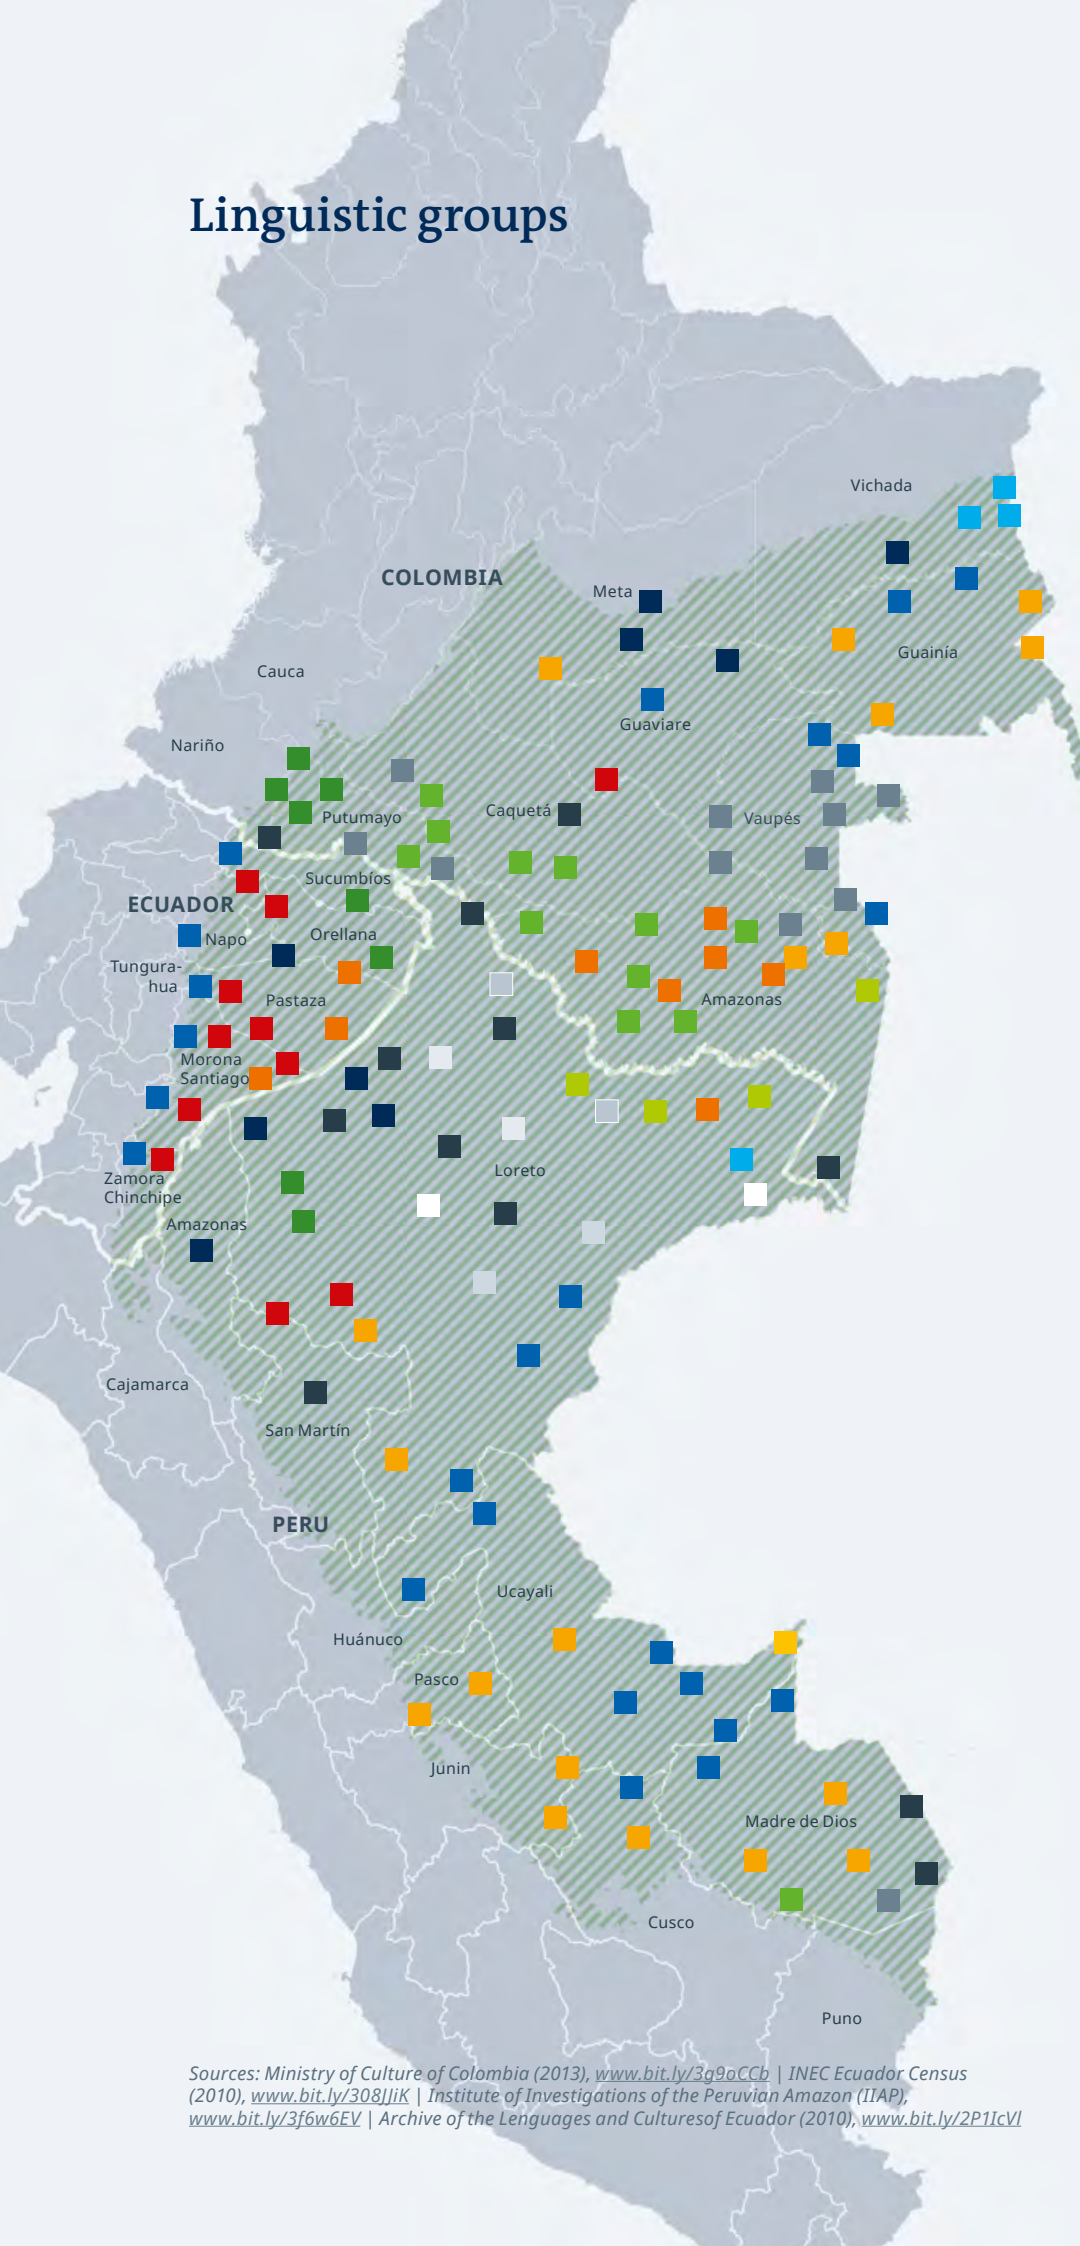 Linguistic groups
Vichada
COLOMBIA
Meta
Guainía
Cauca
Guaviare
Nariño
Caquetá
Putumayo
Vaupés
Sucumbíos
ECUADOR
Orellana
Napo
Tungura-
hua
Pastaza
Amazonas
Morona
Santiago
Loreto
Zamora
Chinchipe
Amazonas
Cajamarca
San Martín
PERU
Ucayali
Huánuco
Pasco
Junin
Madre de Dios
Cusco
Puno
Sources: Ministry of Culture of Colombia (2013), www.bit.ly/3g9oCCb | INEC Ecuador Census
(2010), www.bit.ly/308JJiK | Institute of Investigations of the Peruvian Amazon (IIAP),
www.bit.ly/3f6w6EV | Archive of the Lenguages and Culturesof Ecuador (2010), www.bit.ly/2P1IcVl